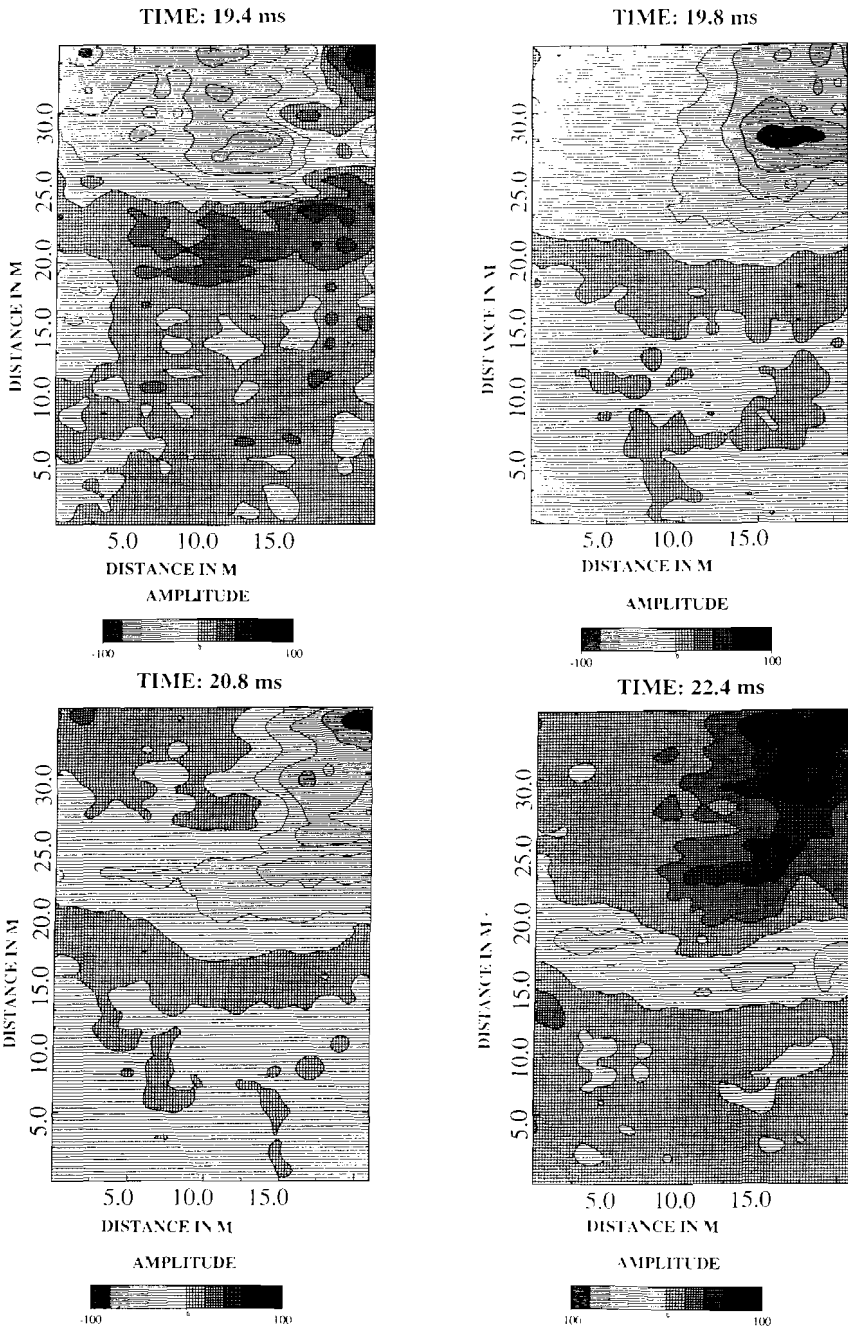 TIME: 19.4 ms
DISTANCE IN M
30.0
25.0
20.0
15.0
10.0
5.0
5.0 10.0 15.0
DISTANCE IN M
AMPLITUDE
-100 100
TIME: 19.8 ms
DISTANCE IN M
30.0
25.0
20.0
15.0
10.0
5.0
5.0 10.0 15.0
DISTANCE IN M
AMPLITUDE
-100 100
TIME: 20.8 ms
DISTANCE IN M
30.0
25.0
20.0
15.0
10.0
5.0
5.0 10.0 15.0
DISTANCE IN M
AMPLITUDE
-100 100
TIME: 22.4 ms
DISTANCE IN M
30.0
25.0
20.0
15.0
10.0
5.0
5.0 10.0 15.0
DISTANCE IN M
AMPLITUDE
100